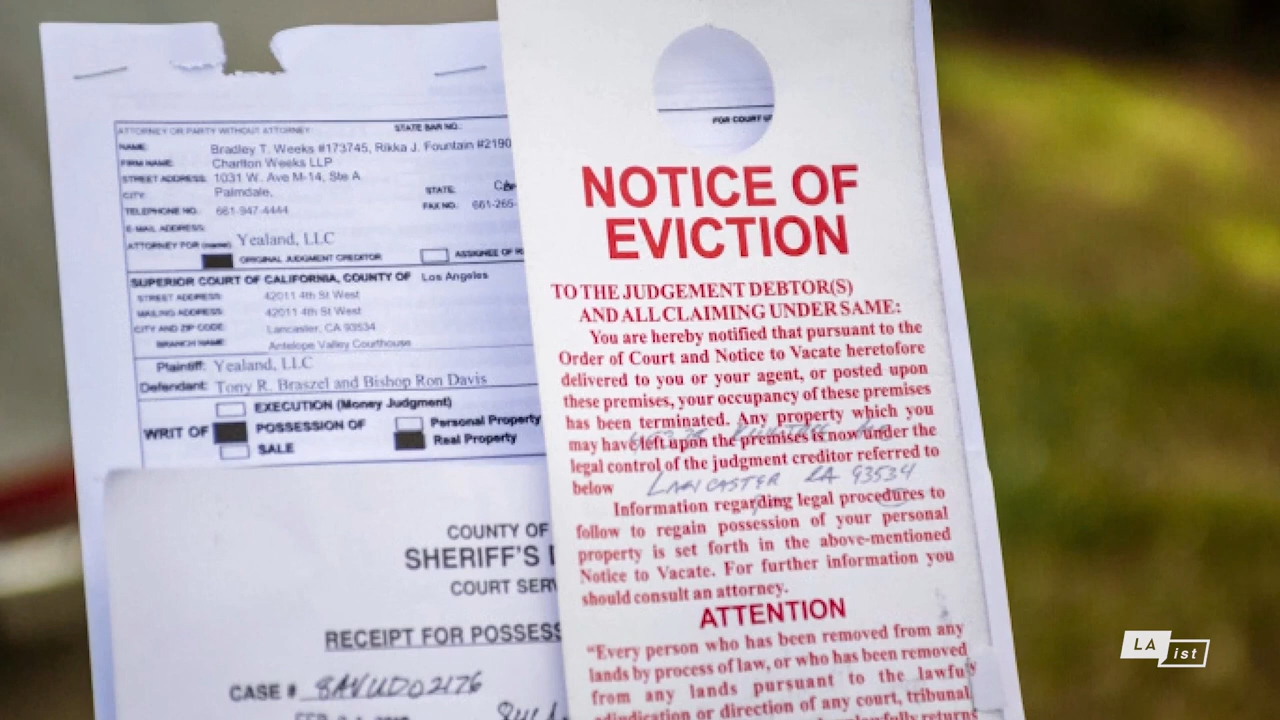 ATTORNEY OR PARTY WITHOUT ATTORNEY: STATE BAR NO.:
NAME: Bradley T. Weeks #173745, Rikka J. Fountain #2190
FIRM NAME: Charlton Weeks LLP
STREET ADDRESS: 1031 W. Ave M-14, Ste A
CITY: Palmdale, STATE:
TELEPHONE NO.: 661-947-4444 FAX NO.: 661-265-
E-MAIL ADDRESS:
ATTORNEY FOR (name): Yealand, LLC
ORIGINAL JUDGMENT CREDITOR ASSIGNEE OF R
SUPERIOR COURT OF CALIFORNIA, COUNTY OF Los Angeles
STREET ADDRESS: 42011 4th St West
MAILING ADDRESS: 42011 4th St West
CITY AND ZIP CODE: Lancaster, CA 93534
BRANCH NAME: Antelope Valley Courthouse
Plaintiff: Yealand, LLC
Defendant: Tony R. Braszel and Bishop Ron Davis
EXECUTION (Money Judgment)
WRIT OF POSSESSION OF Personal Property
SALE Real Property
COUNTY OF
SHERIFF'S
COURT SER
RECEIPT FOR POSSESS
CASE # 8AVUD02176
FOR COURT U
NOTICE OF
EVICTION
TO THE JUDGEMENT DEBTOR(S)
AND ALL CLAIMING UNDER SAME:
You are hereby notified that pursuant to the
Order of Court and Notice to Vacate heretofore
delivered to you or your agent, or posted upon
these premises, your occupancy of these premises
has been terminated. Any property which you
may have left upon the premises is now under the
legal control of the judgment creditor referred to
below LANCASTER CA 93534
Information regarding legal procedures to
follow to regain possession of your personal
property is set forth in the above-mentioned
Notice to Vacate. For further information you
should consult an attorney.
ATTENTION
"Every person who has been removed from any
lands by process of law, or who has been removed
from any lands pursuant to the lawful
adjudication or direction of any court, tribunal
lawfully returns
LA
ist